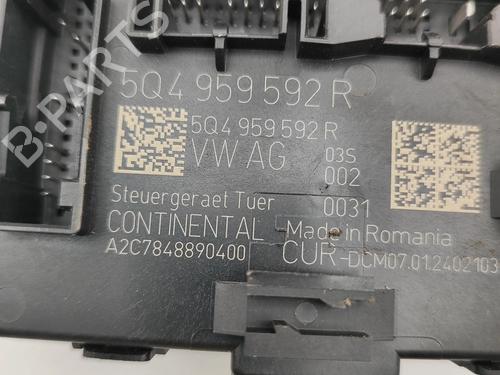 5Q4 959 592 R
5Q4 959 592 R
VW AG 03S
002
Steuergeraet Tuer 0031
CONTINENTAL Made in Romania
A2C7848890400 CUR-DCM07.01.2402103
B-PARTS